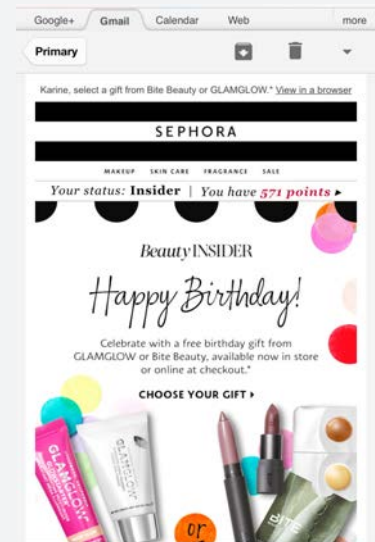 Google+ Gmail Calendar Web more
Primary
Karine, select a gift from Bite Beauty or GLAMGLOW.* View in a browser
SEPHORA
MAKEUP SKIN CARE FRAGRANCE SALE
Your status: Insider | You have 571 points ▸
Beauty INSIDER
Happy Birthday!
Celebrate with a free birthday gift from
GLAMGLOW or Bite Beauty, available now in store
or online at checkout.*
CHOOSE YOUR GIFT ▸
GLAMGLOW
GLOWSTARTER
GLAMGLOW
or
BITE